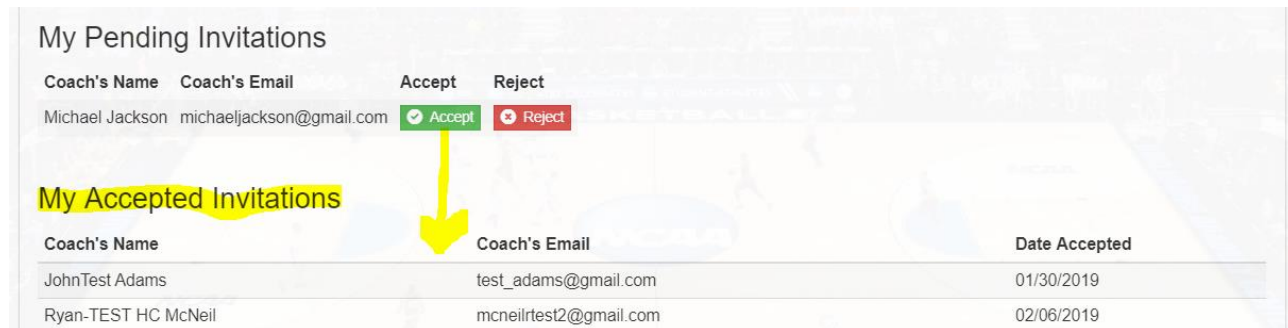 My Pending Invitations
Coach's Name Coach's Email Accept Reject
Michael Jackson michaeljackson@gmail.com Accept Reject
My Accepted Invitations
Coach's Name Coach's Email Date Accepted
JohnTest Adams test_adams@gmail.com 01/30/2019
Ryan-TEST HC McNeil mcneilrtest2@gmail.com 02/06/2019